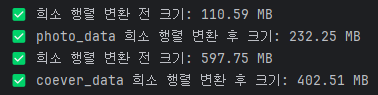 ✅ 희소 행렬 변환 전 크기: 110.59 MB
✅ photo_data 희소 행렬 변환 후 크기: 232.25 MB
✅ 희소 행렬 변환 전 크기: 597.75 MB
✅ coever_data 희소 행렬 변환 후 크기: 402.51 MB